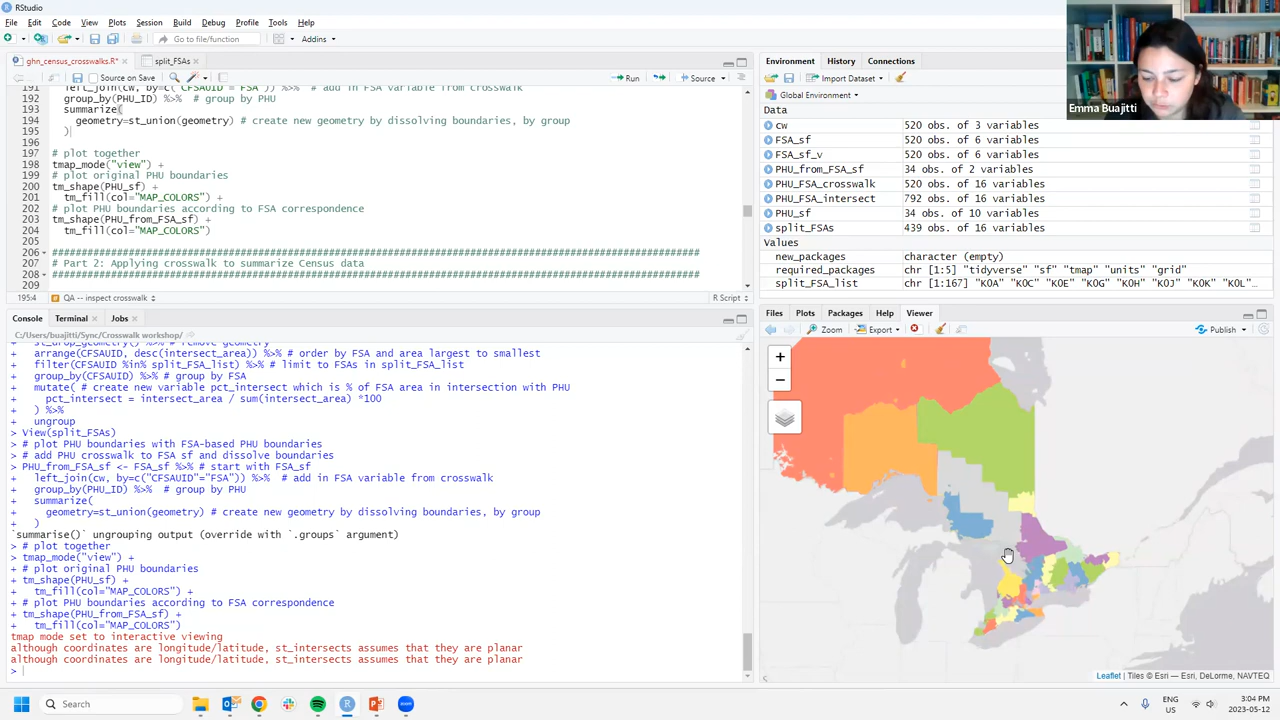 RStudio
File Edit Code View Plots Session Build Debug Profile Tools Help
Go to file/function
Addins
ghn_census_crosswalks.R*
split_FSAs
Source on Save
Run
Source
191 left_join(cw, by=c("CFSAUID"="FSA")) %>% # add in FSA variable from crosswalk
192 group_by(PHU_ID) %>% # group by PHU
193 summarize(
194 geometry=st_union(geometry) # create new geometry by dissolving boundaries, by group
195 )
196
197 # plot together
198 tmap_mode("view") +
199 # plot original PHU boundaries
200 tm_shape(PHU_sf) +
201 tm_fill(col="MAP_COLORS") +
202 # plot PHU boundaries according to FSA correspondence
203 tm_shape(PHU_from_FSA_sf) +
204 tm_fill(col="MAP_COLORS")
205
206 ####################################################################################
207 # Part 2: Applying crosswalk to summarize Census data
208 ####################################################################################
209
195:4
QA -- inspect crosswalk
R Script
Console Terminal Jobs
C:/Users/buajitti/Sync/Crosswalk workshop/
+ st_drop_geometry() %>% # remove geometry
+ arrange(CFSAUID, desc(intersect_area)) %>% # order by FSA and area largest to smallest
+ filter(CFSAUID %in% split_FSA_list) %>% # limit to FSAs in split_FSA_list
+ group_by(CFSAUID) %>% # group by FSA
+ mutate( # create new variable pct_intersect which is % of FSA area in intersection with PHU
+ pct_intersect = intersect_area / sum(intersect_area) *100
+ ) %>%
+ ungroup
> View(split_FSAs)
> # plot PHU boundaries with FSA-based PHU boundaries
> # add PHU crosswalk to FSA sf and dissolve boundaries
> PHU_from_FSA_sf <- FSA_sf %>% # start with FSA_sf
+ left_join(cw, by=c("CFSAUID"="FSA")) %>% # add in FSA variable from crosswalk
+ group_by(PHU_ID) %>% # group by PHU
+ summarize(
+ geometry=st_union(geometry) # create new geometry by dissolving boundaries, by group
+ )
`summarise()` ungrouping output (override with `.groups` argument)
> # plot together
> tmap_mode("view") +
+ # plot original PHU boundaries
+ tm_shape(PHU_sf) +
+ tm_fill(col="MAP_COLORS") +
+ # plot PHU boundaries according to FSA correspondence
+ tm_shape(PHU_from_FSA_sf) +
+ tm_fill(col="MAP_COLORS")
tmap mode set to interactive viewing
although coordinates are longitude/latitude, st_intersects assumes that they are planar
although coordinates are longitude/latitude, st_intersects assumes that they are planar
>
Environment History Connections
Import Dataset
Global Environment
Data
cw 520 obs. of 3 variables
FSA_sf 520 obs. of 6 variables
FSA_sf_v 520 obs. of 6 variables
PHU_from_FSA_sf 34 obs. of 2 variables
PHU_FSA_crosswalk 520 obs. of 16 variables
PHU_FSA_intersect 792 obs. of 16 variables
PHU_sf 34 obs. of 10 variables
split_FSAs 439 obs. of 16 variables
Values
new_packages character (empty)
required_packages chr [1:5] "tidyverse" "sf" "tmap" "units" "grid"
split_FSA_list chr [1:167] "K0A" "K0C" "K0E" "K0G" "K0H" "K0J" "K0K" "K0L"...
Files Plots Packages Help Viewer
Zoom Export Publish
+
−
Leaflet | Tiles © Esri — Esri, DeLorme, NAVTEQ
Emma Buajitti
Search
zoom
ENG
US
3:04 PM
2023-05-12